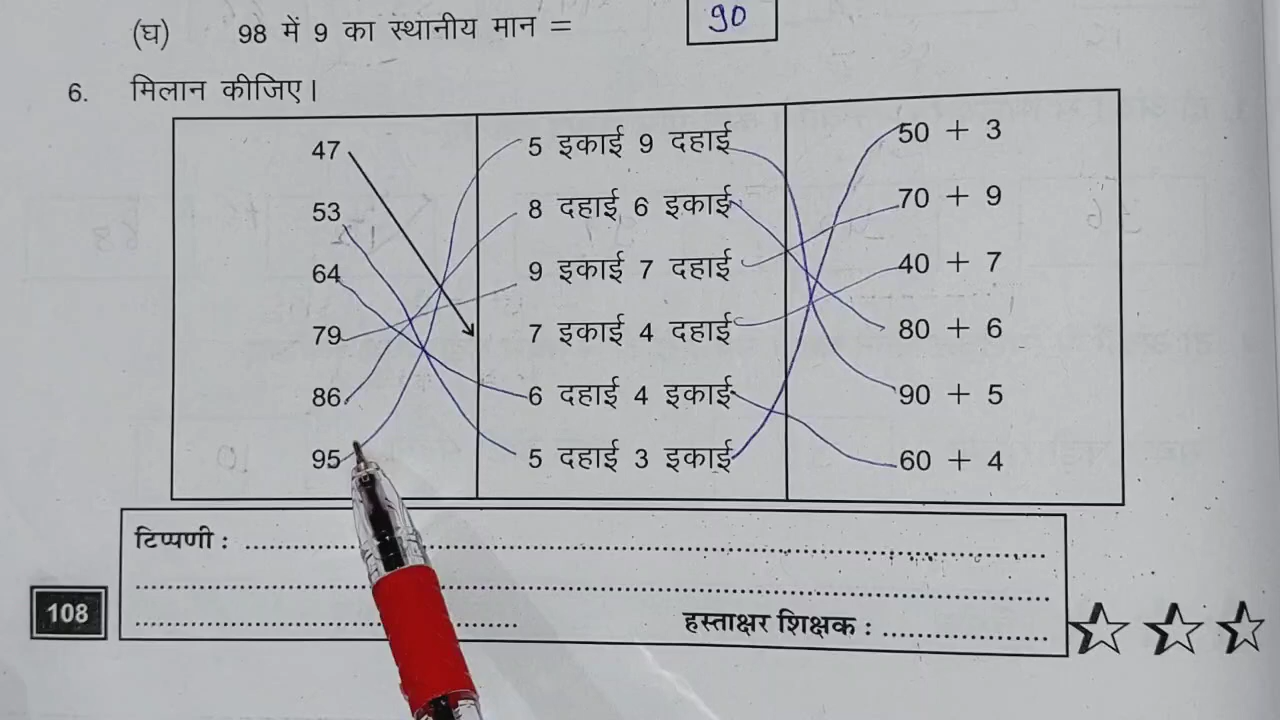 (घ) 98 में 9 का स्थानीय मान = 90
6. मिलान कीजिए।
47 5 इकाई 9 दहाई 50 + 3
53 8 दहाई 6 इकाई 70 + 9
64 9 इकाई 7 दहाई 40 + 7
79 7 इकाई 4 दहाई 80 + 6
86 6 दहाई 4 इकाई 90 + 5
95 5 दहाई 3 इकाई 60 + 4
टिप्पणी :
108 हस्ताक्षर शिक्षक :